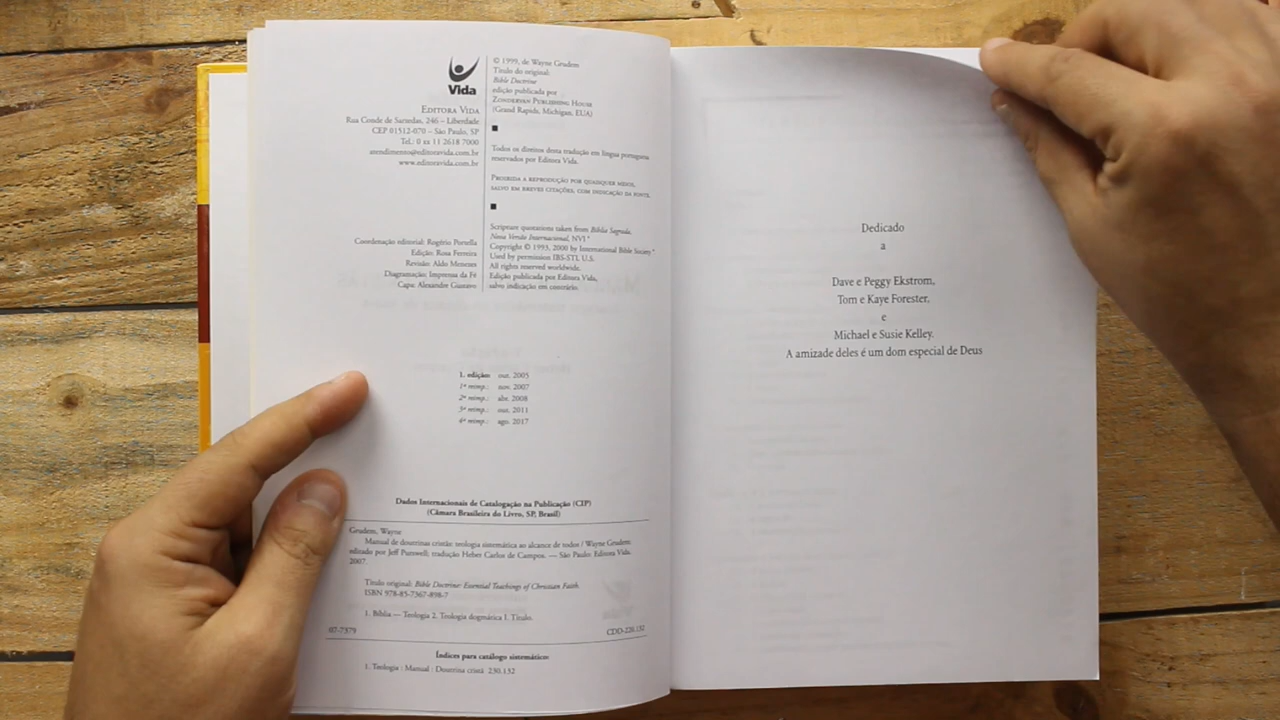 Vida
EDITORA VIDA
Rua Conde de Sarzedas, 246 – Liberdade
CEP 01512-070 – São Paulo, SP
Tel.: 0 xx 11 2618 7000
atendimento@editoravida.com.br
www.editoravida.com.br
Coordenação editorial: Rogério Portella
Edição: Rosa Ferreira
Revisão: Aldo Menezes
Diagramação: Imprensa da Fé
Capa: Alexandre Gustavo
© 1999, de Wayne Grudem
Título do original:
Bible Doctrine
edição publicada por
ZONDERVAN PUBLISHING HOUSE
(Grand Rapids, Michigan, EUA)
■
Todos os direitos desta tradução em língua portuguesa
reservados por Editora Vida.
PROIBIDA A REPRODUÇÃO POR QUAISQUER MEIOS,
SALVO EM BREVES CITAÇÕES, COM INDICAÇÃO DA FONTE.
■
Scripture quotations taken from Bíblia Sagrada,
Nova Versão Internacional, NVI®
Copyright © 1993, 2000 by International Bible Society®
Used by permission IBS-STL U.S.
All rights reserved worldwide.
Edição publicada por Editora Vida,
salvo indicação em contrário.
1. edição: out. 2005
1ª reimp.: nov. 2007
2ª reimp.: abr. 2008
3ª reimp.: out. 2011
4ª reimp.: ago. 2017
Dados Internacionais de Catalogação na Publicação (CIP)
(Câmara Brasileira do Livro, SP, Brasil)
Grudem, Wayne
Manual de doutrinas cristãs: teologia sistemática ao alcance de todos / Wayne Grudem:
editado por Jeff Purswell; tradução Heber Carlos de Campos. — São Paulo: Editora Vida,
2007.
Título original: Bible Doctrine: Essential Teachings of Christian Faith.
ISBN 978-85-7367-898-7
1. Bíblia — Teologia 2. Teologia dogmática I. Título.
07-7379 CDD-220.132
Índices para catálogo sistemático:
1. Teologia : Manual : Doutrina cristã 230.132
Dedicado
a
Dave e Peggy Ekstrom,
Tom e Kaye Forester,
e
Michael e Susie Kelley.
A amizade deles é um dom especial de Deus